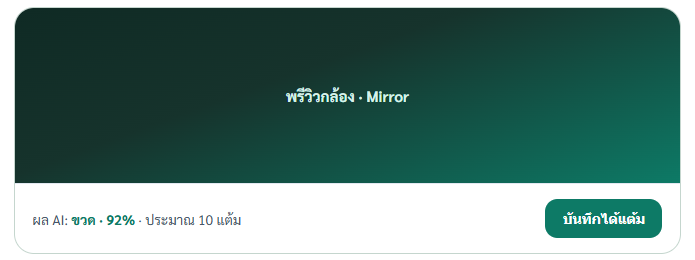 พรีวิวกล้อง · Mirror
ผล AI: ขวด · 92% · ประมาณ 10 แต้ม
บันทึกได้แต้ม